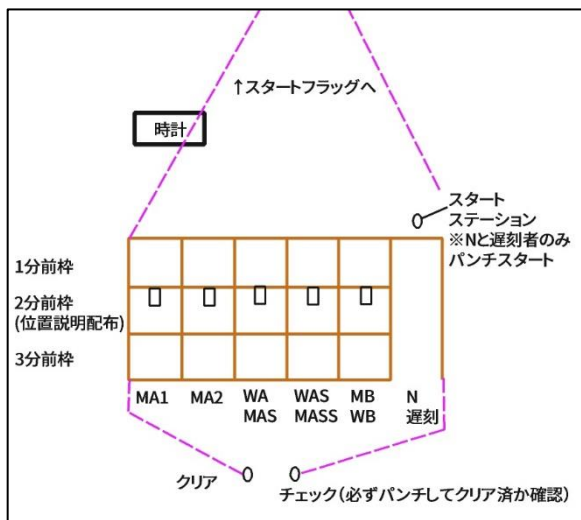 ↑スタートフラッグへ
時計
スタート
ステーション
※Nと遅刻者のみ
パンチスタート
1分前枠
2分前枠
(位置説明配布)
3分前枠
MA1
MA2
WA
MAS
WAS
MASS
MB
WB
N
遅刻
クリア
チェック(必ずパンチしてクリア済か確認)